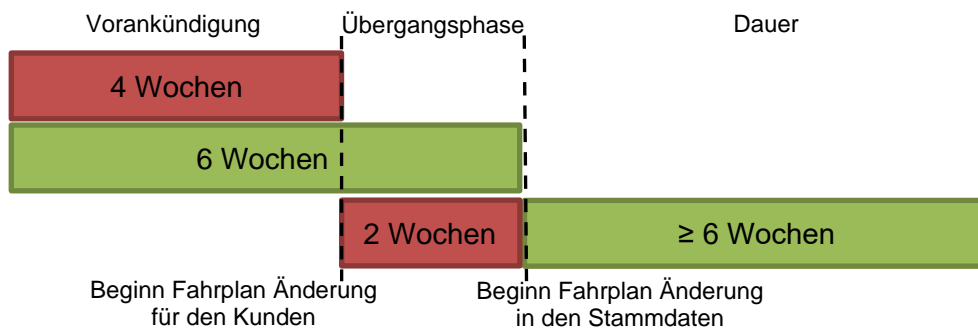 Vorankündigung
Übergangsphase
Dauer
4 Wochen
6 Wochen
2 Wochen
≥ 6 Wochen
Beginn Fahrplan Änderung
für den Kunden
Beginn Fahrplan Änderung
in den Stammdaten